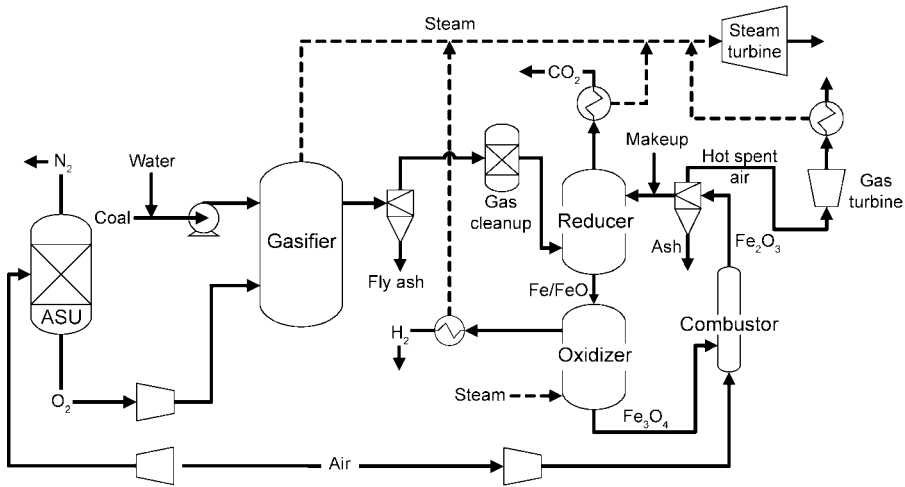 Steam
Steam
turbine
CO₂
N₂
Water
Makeup
Hot spent
air
Gas
cleanup
Gas
turbine
Coal
Gasifier
Reducer
Fly ash
Ash
Fe₂O₃
Fe/FeO
ASU
H₂
Oxidizer
Combustor
O₂
Steam
Fe₃O₄
Air